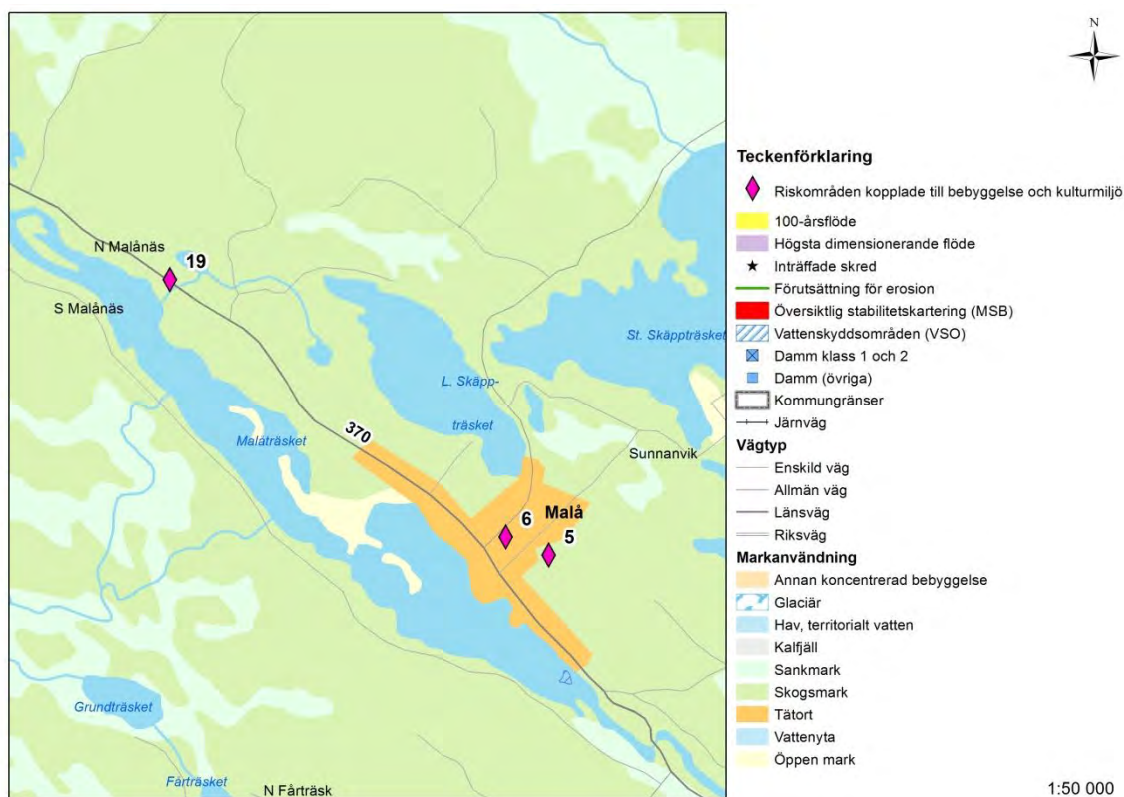 N
N Malånäs
19
S Malånäs
St. Skäppträsket
L. Skäpp-
träsket
370
Malåträsket
Sunnanvik
Malå
6
5
Grundträsket
Fårträsket
N Fårträsk
Teckenförklaring
Riskområden kopplade till bebyggelse och kulturmiljö
100-årsflöde
Högsta dimensionerande flöde
Inträffade skred
Förutsättning för erosion
Översiktlig stabilitetskartering (MSB)
Vattenskyddsområden (VSO)
Damm klass 1 och 2
Damm (övriga)
Kommungränser
Järnväg
Vägtyp
Enskild väg
Allmän väg
Länsväg
Riksväg
Markanvändning
Annan koncentrerad bebyggelse
Glaciär
Hav, territorialt vatten
Kalfjäll
Sankmark
Skogsmark
Tätort
Vattenyta
Öppen mark
1:50 000